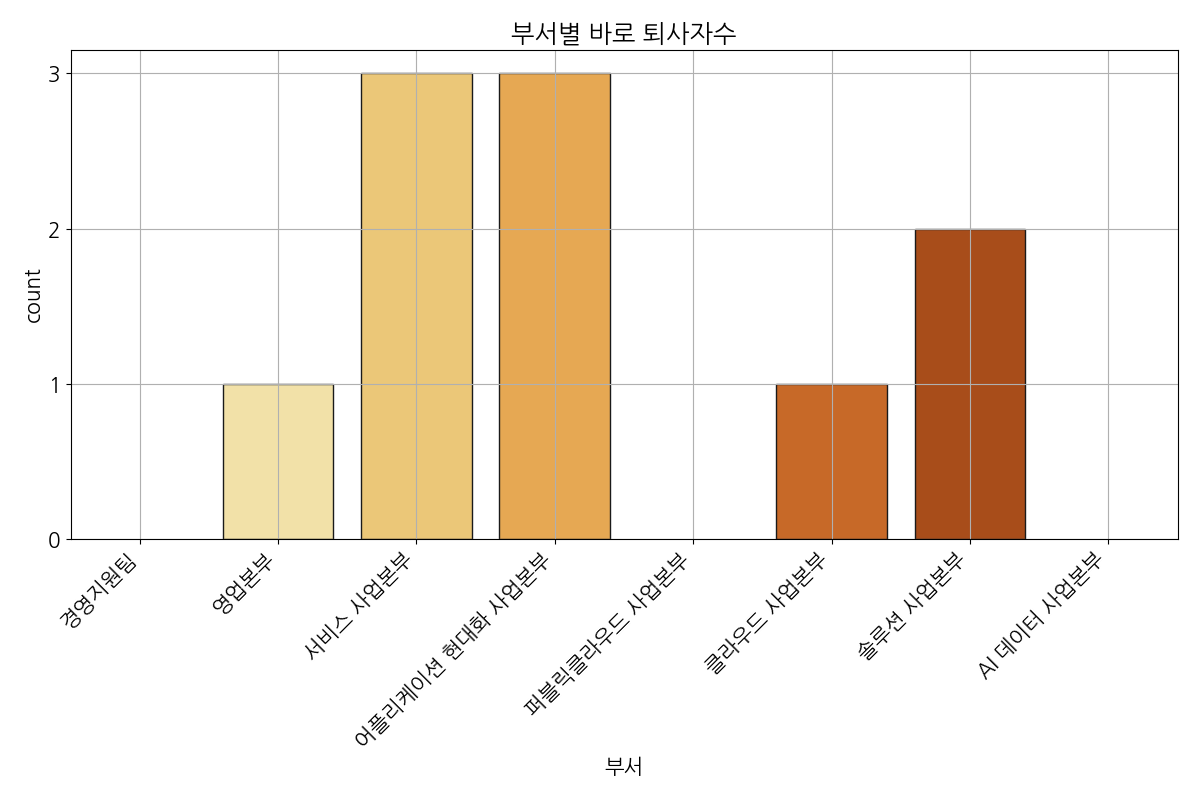 부서별 바로 퇴사자수
count
3
2
1
0
경영지원팀
영업본부
서비스 사업본부
어플리케이션 현대화 사업본부
퍼블릭클라우드 사업본부
클라우드 사업본부
솔루션 사업본부
AI 데이터 사업본부
부서